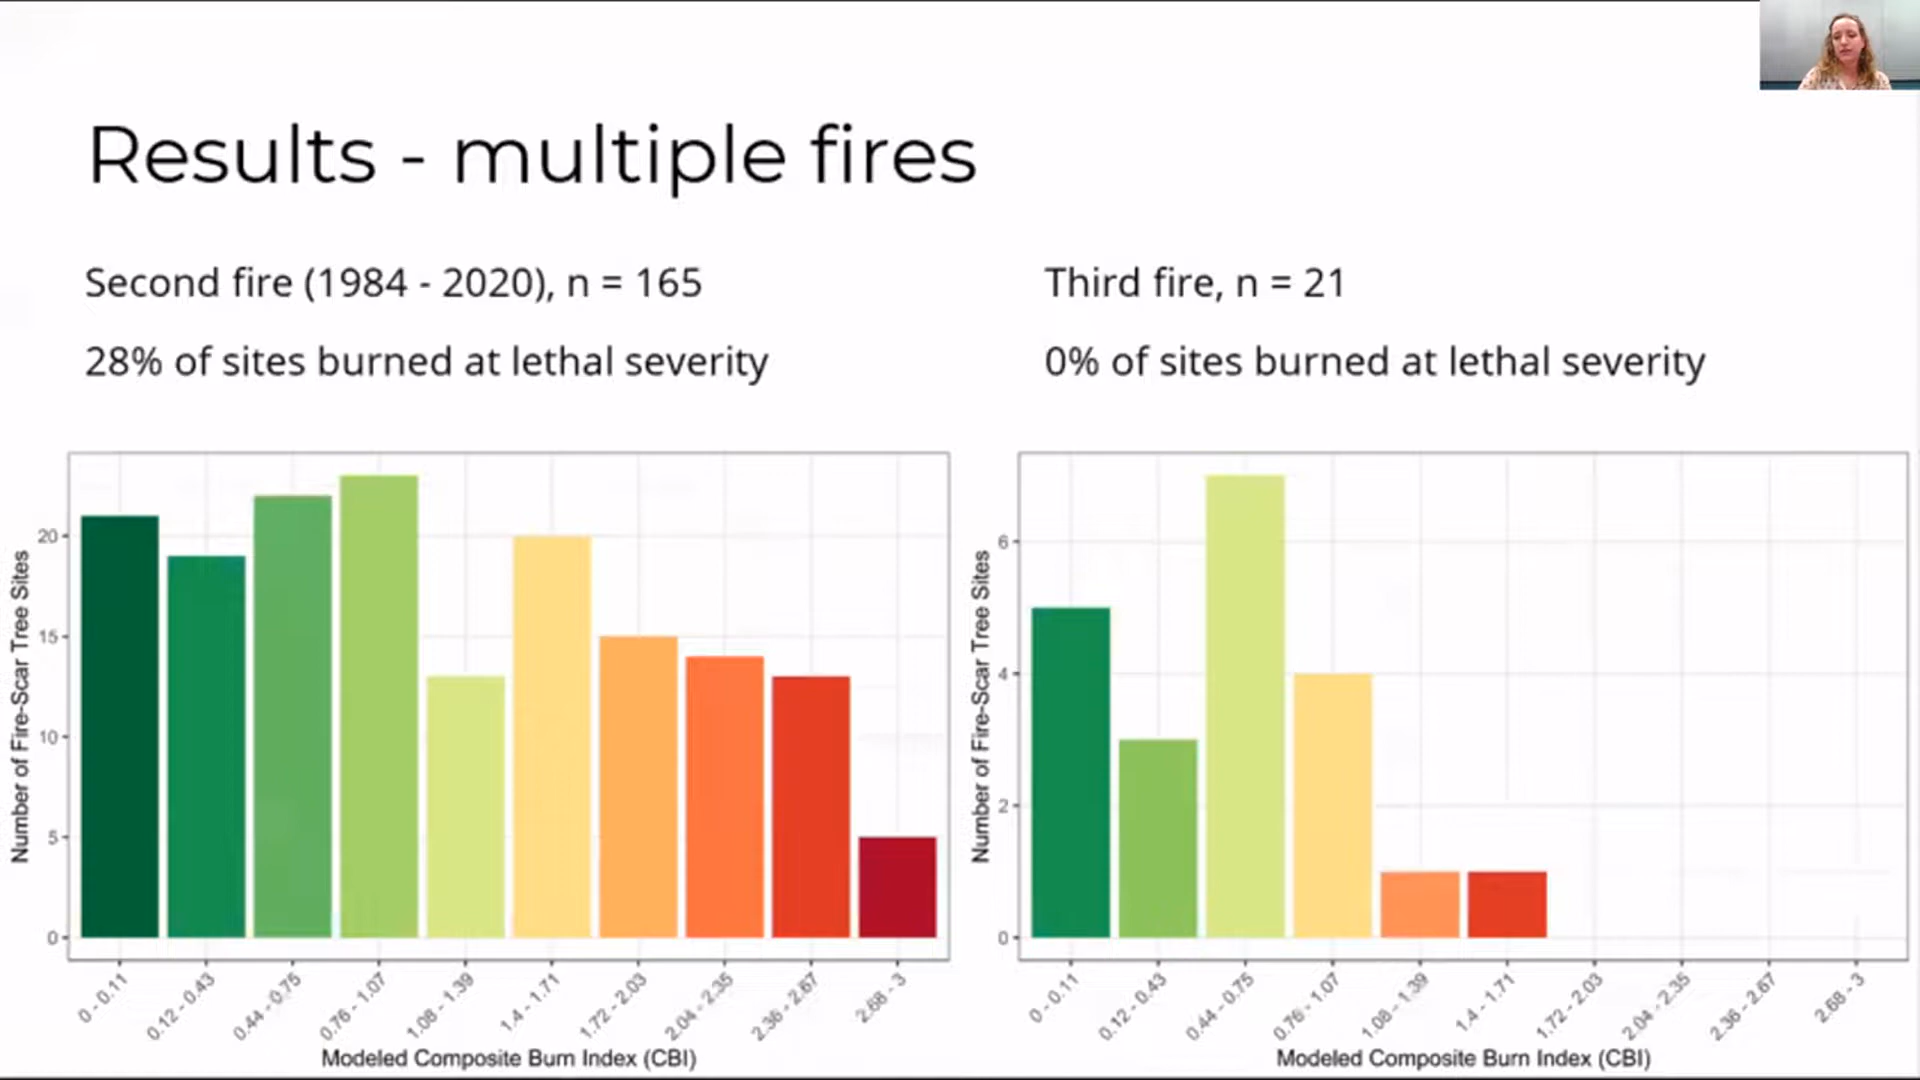 Results - multiple fires
Second fire (1984 - 2020), n = 165
28% of sites burned at lethal severity
Third fire, n = 21
0% of sites burned at lethal severity
Number of Fire-Scar Tree Sites
20
15
10
5
0
0 - 0.11
0.12 - 0.43
0.44 - 0.75
0.76 - 1.07
1.08 - 1.39
1.4 - 1.71
1.72 - 2.03
2.04 - 2.35
2.36 - 2.67
2.68 - 3
Modeled Composite Burn Index (CBI)
Number of Fire-Scar Tree Sites
6
4
2
0
0 - 0.11
0.12 - 0.43
0.44 - 0.75
0.76 - 1.07
1.08 - 1.39
1.4 - 1.71
1.72 - 2.03
2.04 - 2.35
2.36 - 2.67
2.68 - 3
Modeled Composite Burn Index (CBI)